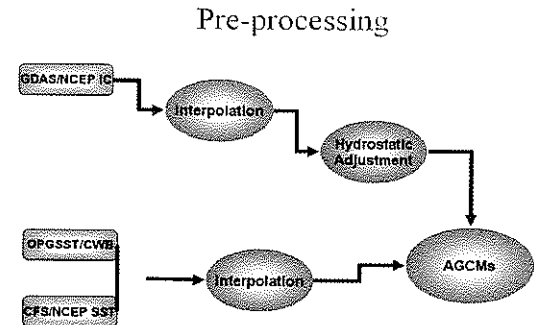 Pre-processing
GDAS/NCEP IC
Interpolation
Hydrostatic
Adjustment
OPGSST/CWB
Interpolation
AGCMs
CFS/NCEP SST